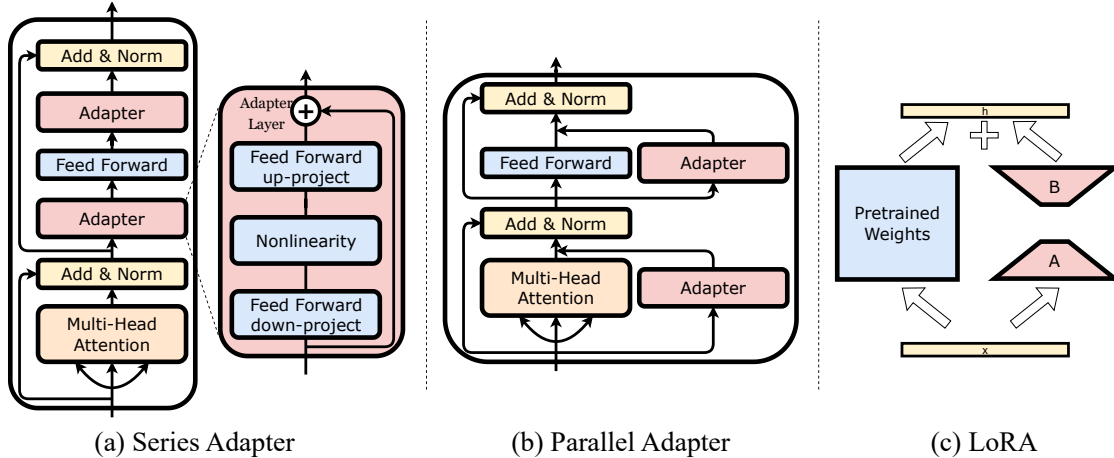 Add & Norm
Adapter
Feed Forward
Adapter
Add & Norm
Multi-Head
Attention
Adapter
Layer
+
Feed Forward
up-project
Nonlinearity
Feed Forward
down-project
(a) Series Adapter
Add & Norm
Feed Forward
Adapter
Add & Norm
Multi-Head
Attention
Adapter
(b) Parallel Adapter
h
Pretrained
Weights
B
A
x
(c) LoRA